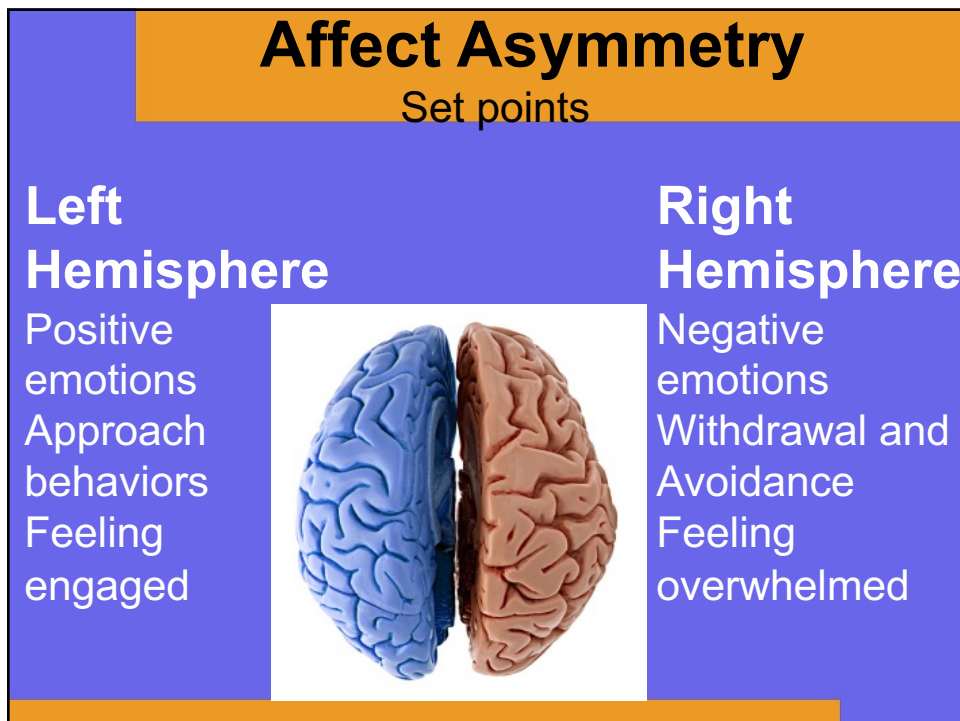 Affect Asymmetry
Set points
Left
Hemisphere
Positive
emotions
Approach
behaviors
Feeling
engaged
Right
Hemisphere
Negative
emotions
Withdrawal and
Avoidance
Feeling
overwhelmed